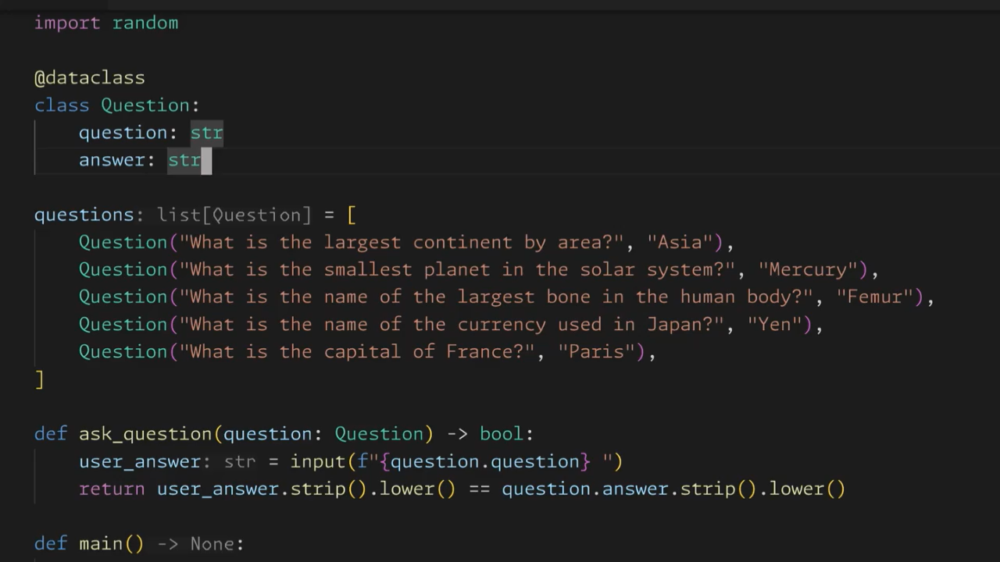 import random
@dataclass
class Question:
    question: str
    answer: str
questions: list[Question] = [
    Question("What is the largest continent by area?", "Asia"),
    Question("What is the smallest planet in the solar system?", "Mercury"),
    Question("What is the name of the largest bone in the human body?", "Femur"),
    Question("What is the name of the currency used in Japan?", "Yen"),
    Question("What is the capital of France?", "Paris"),
]
def ask_question(question: Question) -> bool:
    user_answer: str = input(f"{question.question} ")
    return user_answer.strip().lower() == question.answer.strip().lower()
def main() -> None: